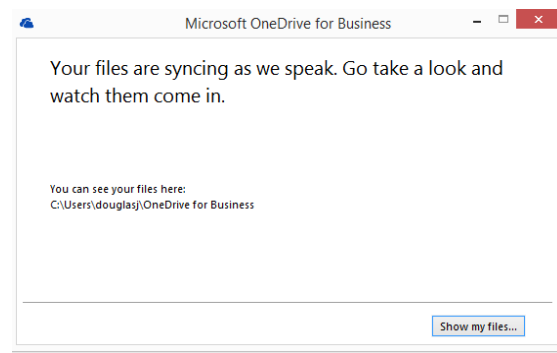 Microsoft OneDrive for Business
Your files are syncing as we speak. Go take a look and
watch them come in.
You can see your files here:
C:\Users\douglasj\OneDrive for Business
Show my files...